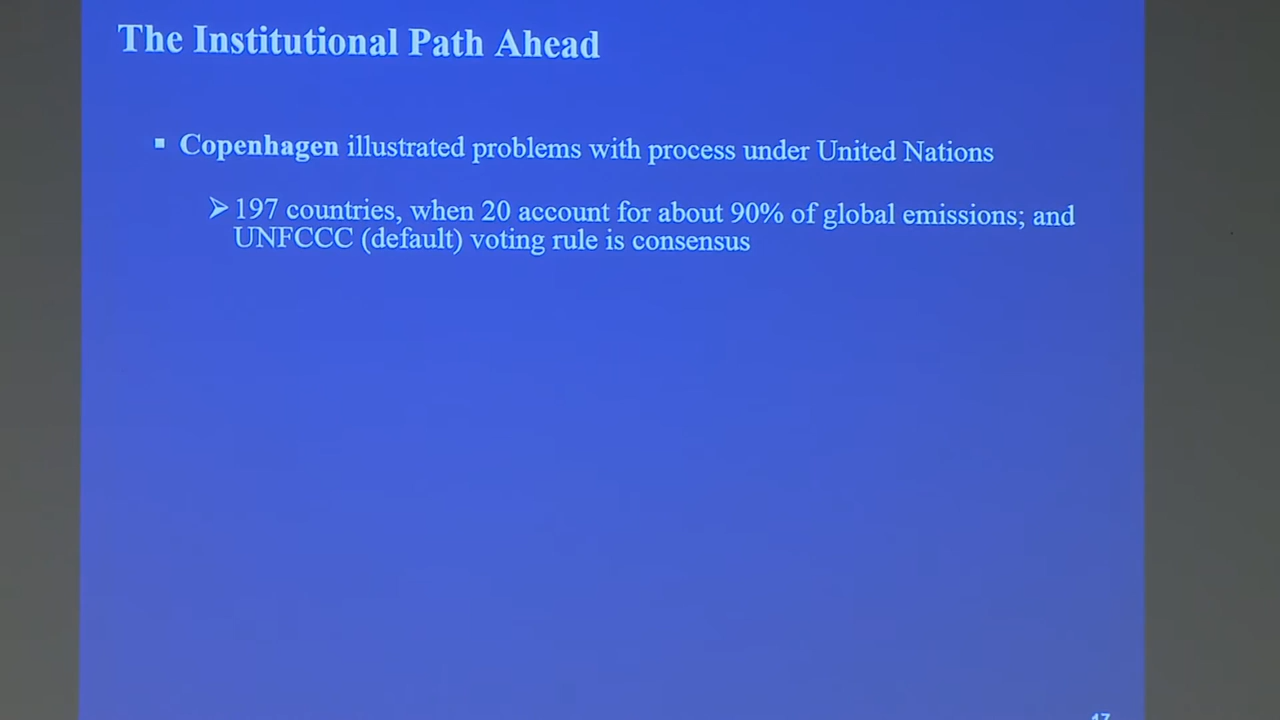 The Institutional Path Ahead
▪ Copenhagen illustrated problems with process under United Nations
➢ 197 countries, when 20 account for about 90% of global emissions; and
UNFCCC (default) voting rule is consensus
17